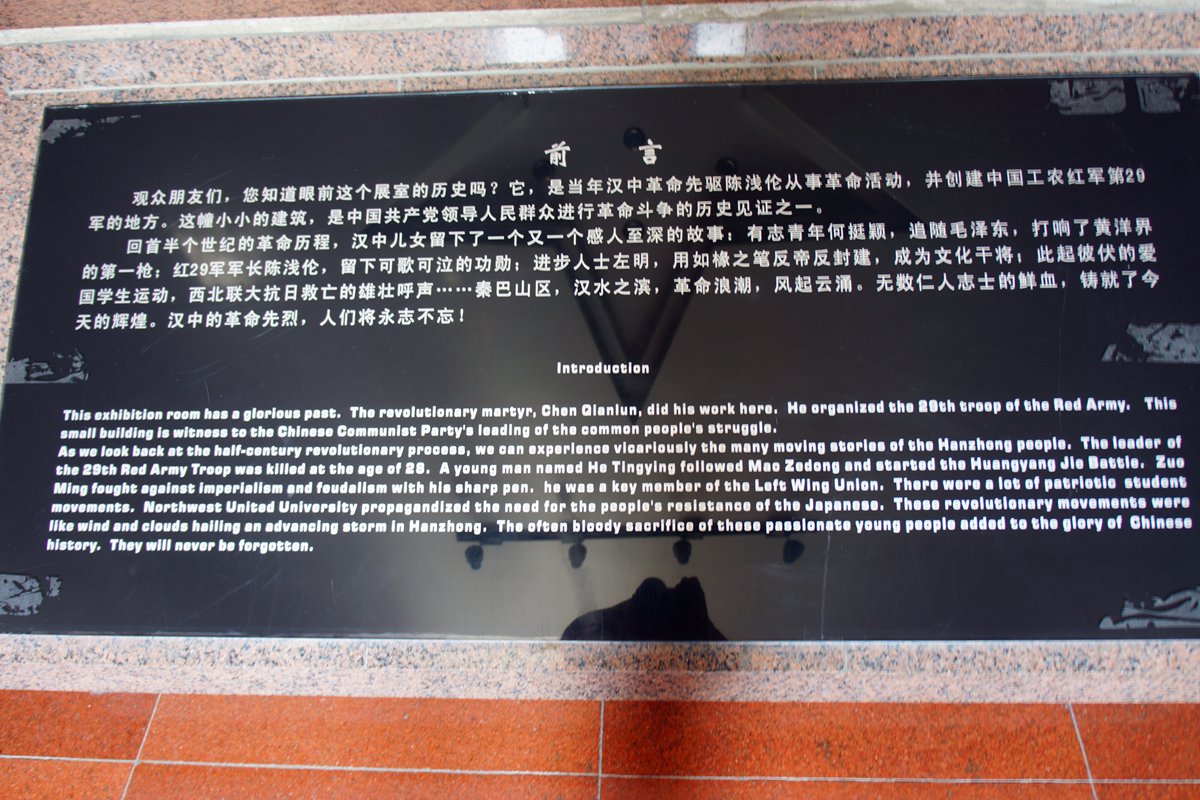 前 言
观众朋友们，您知道眼前这个展室的历史吗？它，是当年汉中革命先驱陈浅伦从事革命活动，并创建中国工农红军第29
军的地方。这幢小小的建筑，是中国共产党领导人民群众进行革命斗争的历史见证之一。
回首半个世纪的革命历程，汉中儿女留下了一个又一个感人至深的故事；有志青年何挺颖，追随毛泽东，打响了黄洋界
的第一枪；红29军军长陈浅伦，留下可歌可泣的功勋；进步人士左明，用如椽之笔反帝反封建，成为文化干将；此起彼伏的爱
国学生运动，西北联大抗日救亡的雄壮呼声……秦巴山区，汉水之滨，革命浪潮，风起云涌。无数仁人志士的鲜血，铸就了今
天的辉煌。汉中的革命先烈，人们将永志不忘！
Introduction
This exhibition room has a glorious past. The revolutionary martyr, Chen Qianlun, did his work here. He organized the 29th troop of the Red Army. This
small building is witness to the Chinese Communist Party's leading of the common people's struggle.
As we look back at the half-century revolutionary process, we can experience vicariously the many moving stories of the Hanzhong people. The leader of
the 29th Red Army Troop was killed at the age of 28. A young man named He Tingying followed Mao Zedong and started the Huangyang Jie Battle. Zuo
Ming fought against imperialism and feudalism with his sharp pen. he was a key member of the Left Wing Union. There were a lot of patriotic student
movements. Northwest United University propagandized the need for the people's resistance of the Japanese. These revolutionary movements were
like wind and clouds hailing an advancing storm in Hanzhong. The often bloody sacrifice of these passionate young people added to the glory of Chinese
history. They will never be forgotten.